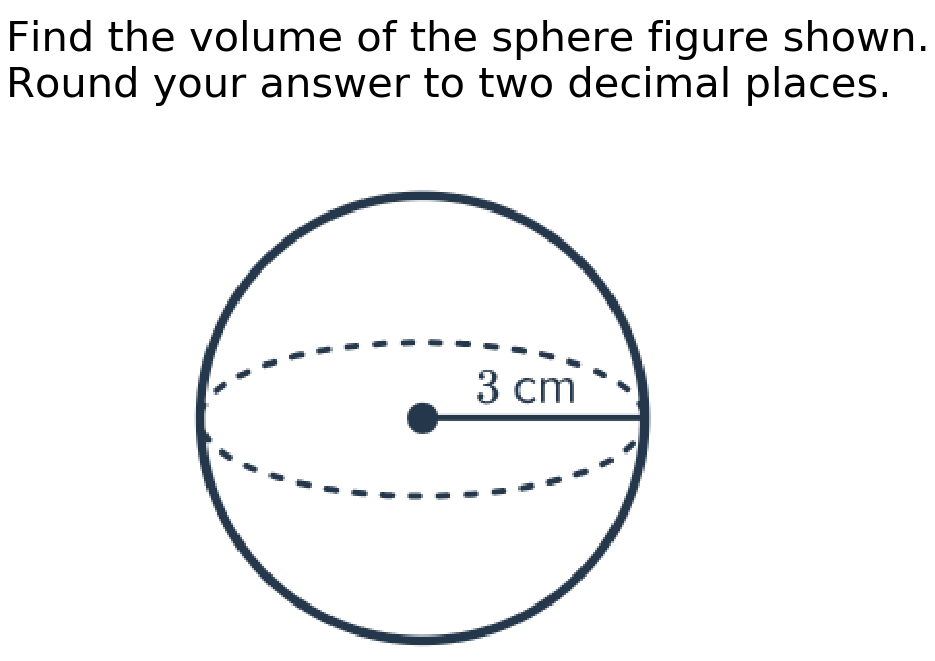 Find the volume of the sphere figure shown.
Round your answer to two decimal places.
3 cm